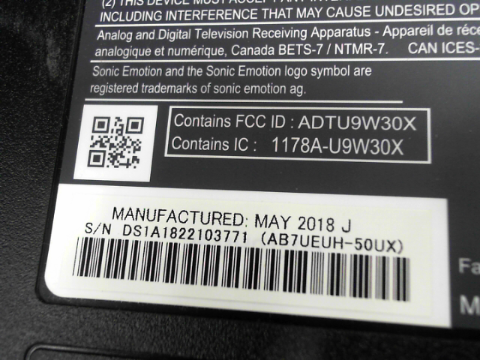 (2) THIS DEVICE MUST ACCEPT ANY
INCLUDING INTERFERENCE THAT MAY CAUSE UNDESIRED OP
Analog and Digital Television Receiving Apparatus - Appareil de réce
analogique et numérique, Canada BETS-7 / NTMR-7. CAN ICES-
Sonic Emotion and the Sonic Emotion logo symbol are
registered trademarks of sonic emotion ag.
Contains FCC ID : ADTU9W30X
Contains IC : 1178A-U9W30X
MANUFACTURED: MAY 2018 J
S/N DS1A1822103771 (AB7UEUH-50UX)
Fa
M